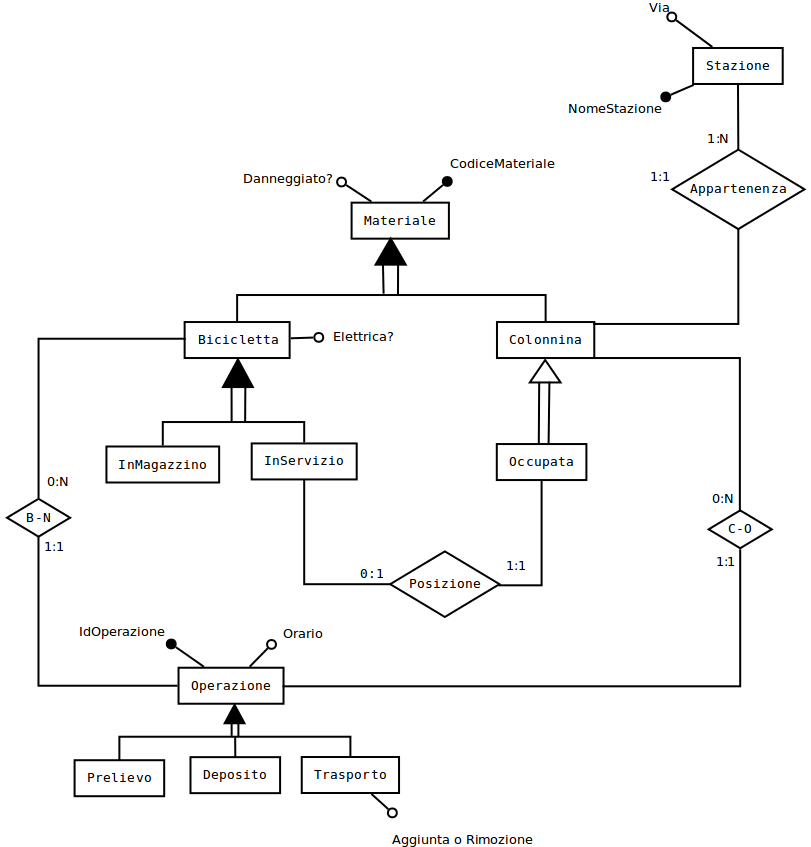 Via
Stazione
NomeStazione
1:N
CodiceMateriale
Danneggiato?
1:1
Appartenenza
Materiale
Bicicletta
Elettrica?
Colonnina
InMagazzino
InServizio
Occupata
0:N
0:N
B-N
C-O
1:1
1:1
0:1
1:1
Posizione
IdOperazione
Orario
Operazione
Prelievo
Deposito
Trasporto
Aggiunta o Rimozione